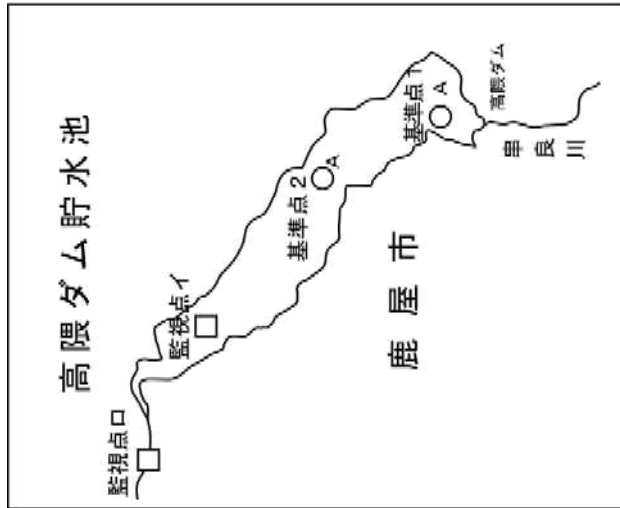 高隈ダム貯水池
監視点ロ
監視点イ
基準点2
A
基準点1
A
高隈ダム
串良川
鹿屋市